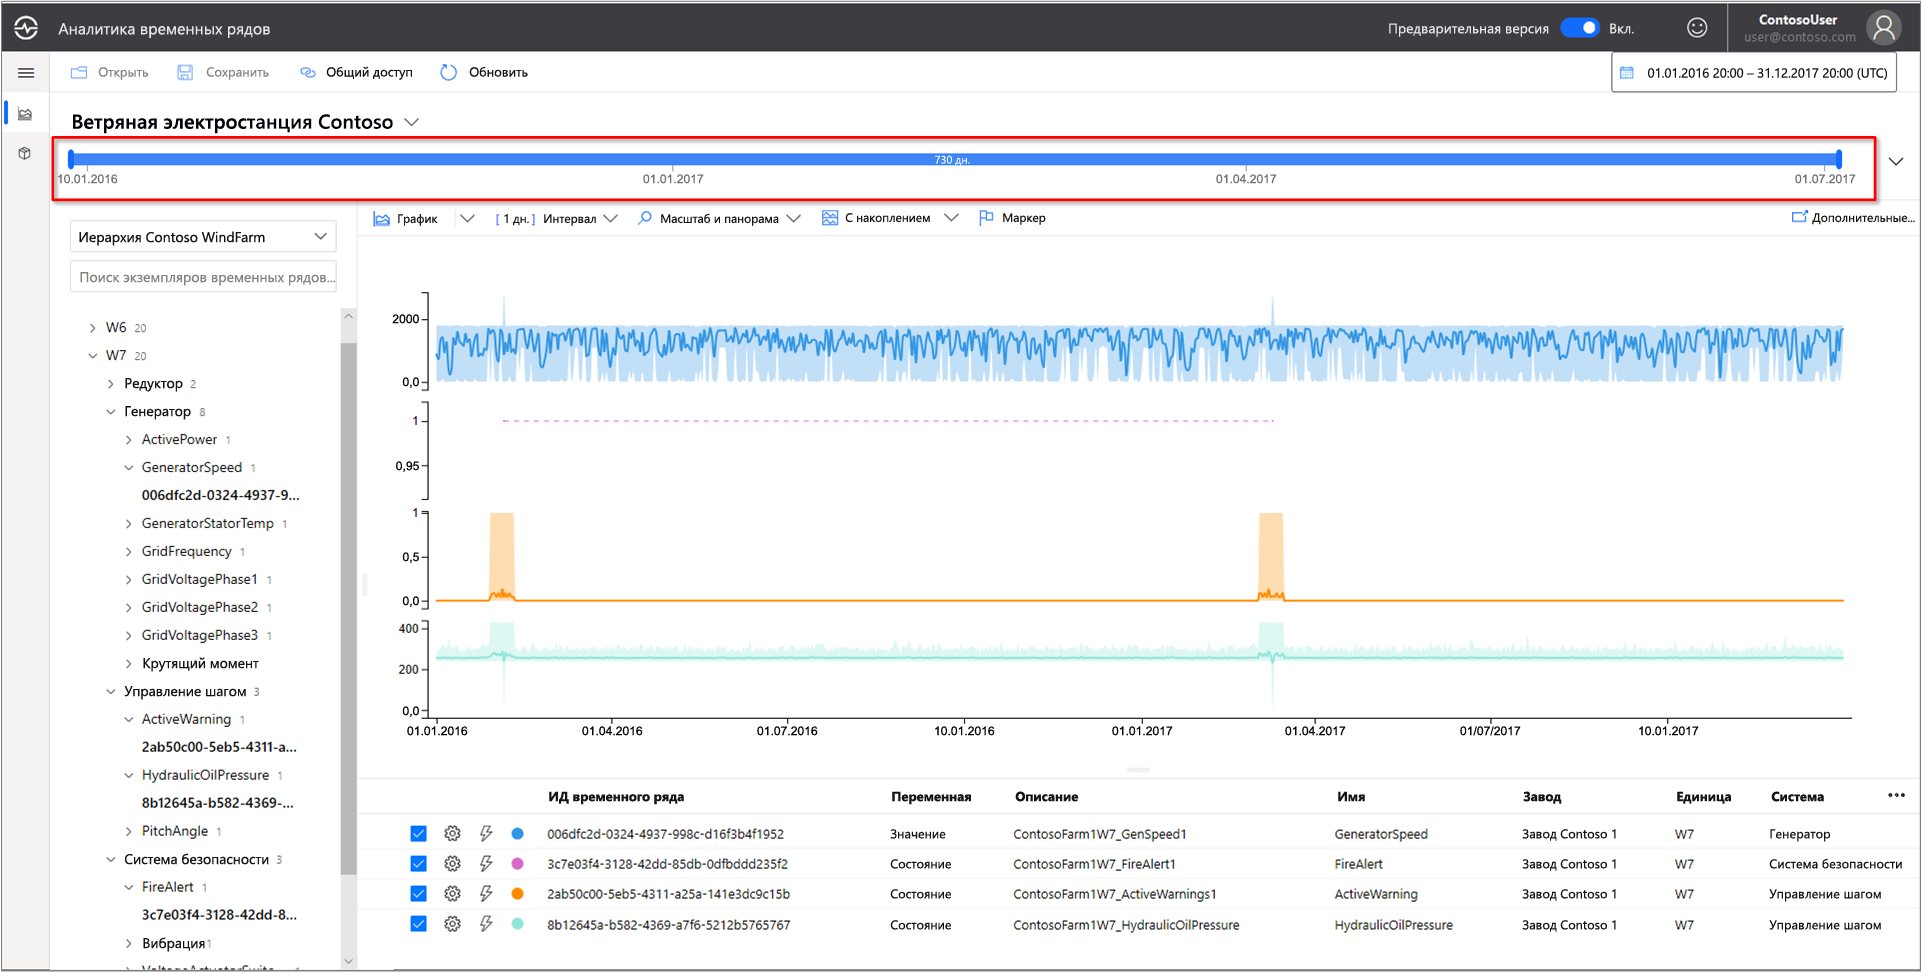 Аналитика временных рядов
Предварительная версия Вкл.
ContosoUser
user@contoso.com
Открыть Сохранить Общий доступ Обновить
01.01.2016 20:00 – 31.12.2017 20:00 (UTC)
Ветряная электростанция Contoso
730 дн.
10.01.2016 01.01.2017 01.04.2017 01.07.2017
График [ 1 дн. ] Интервал Масштаб и панорама С накоплением Маркер Дополнительные...
Иерархия Contoso WindFarm
Поиск экземпляров временных рядов...
W6 20
W7 20
Редуктор 2
Генератор 8
ActivePower 1
GeneratorSpeed 1
006dfc2d-0324-4937-9...
GeneratorStatorTemp 1
GridFrequency 1
GridVoltagePhase1 1
GridVoltagePhase2 1
GridVoltagePhase3 1
Крутящий момент
Управление шагом 3
ActiveWarning 1
2ab50c00-5eb5-4311-a...
HydraulicOilPressure 1
8b12645a-b582-4369-...
PitchAngle 1
Система безопасности 3
FireAlert 1
3c7e03f4-3128-42dd-8...
Вибрация1
2000
0,0
1
0,95
1
0,5
0,0
400
200
0,0
01.01.2016 01.04.2016 01.07.2016 10.01.2016 01.01.2017 01.04.2017 01/07/2017 10.01.2017
ИД временного ряда Переменная Описание Имя Завод Единица Система •••
006dfc2d-0324-4937-998c-d16f3b4f1952 Значение ContosoFarm1W7_GenSpeed1 GeneratorSpeed Завод Contoso 1 W7 Генератор
3c7e03f4-3128-42dd-85db-0dfbddd235f2 Состояние ContosoFarm1W7_FireAlert1 FireAlert Завод Contoso 1 W7 Система безопасности
2ab50c00-5eb5-4311-a25a-141e3dc9c15b Состояние ContosoFarm1W7_ActiveWarnings1 ActiveWarning Завод Contoso 1 W7 Управление шагом
8b12645a-b582-4369-a7f6-5212b5765767 Состояние ContosoFarm1W7_HydraulicOilPressure HydraulicOilPressure Завод Contoso 1 W7 Управление шагом